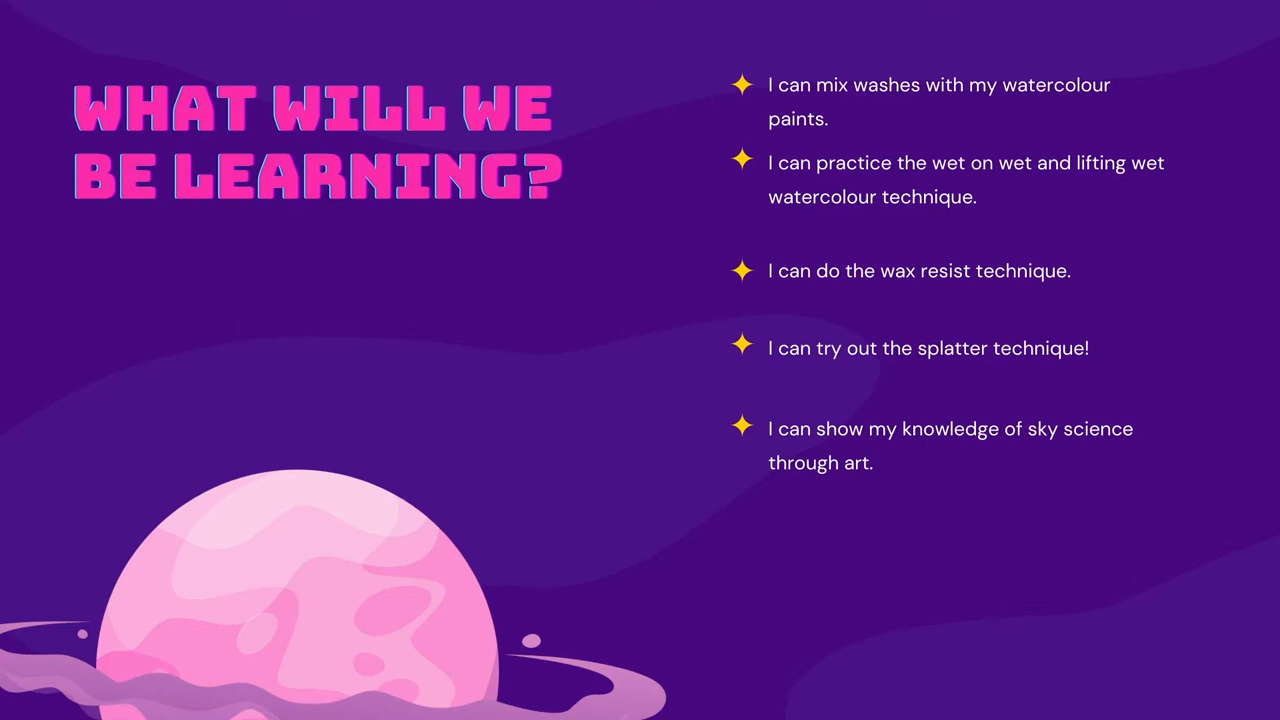 WHAT WILL WE
BE LEARNING?
I can mix washes with my watercolour
paints.
I can practice the wet on wet and lifting wet
watercolour technique.
I can do the wax resist technique.
I can try out the splatter technique!
I can show my knowledge of sky science
through art.